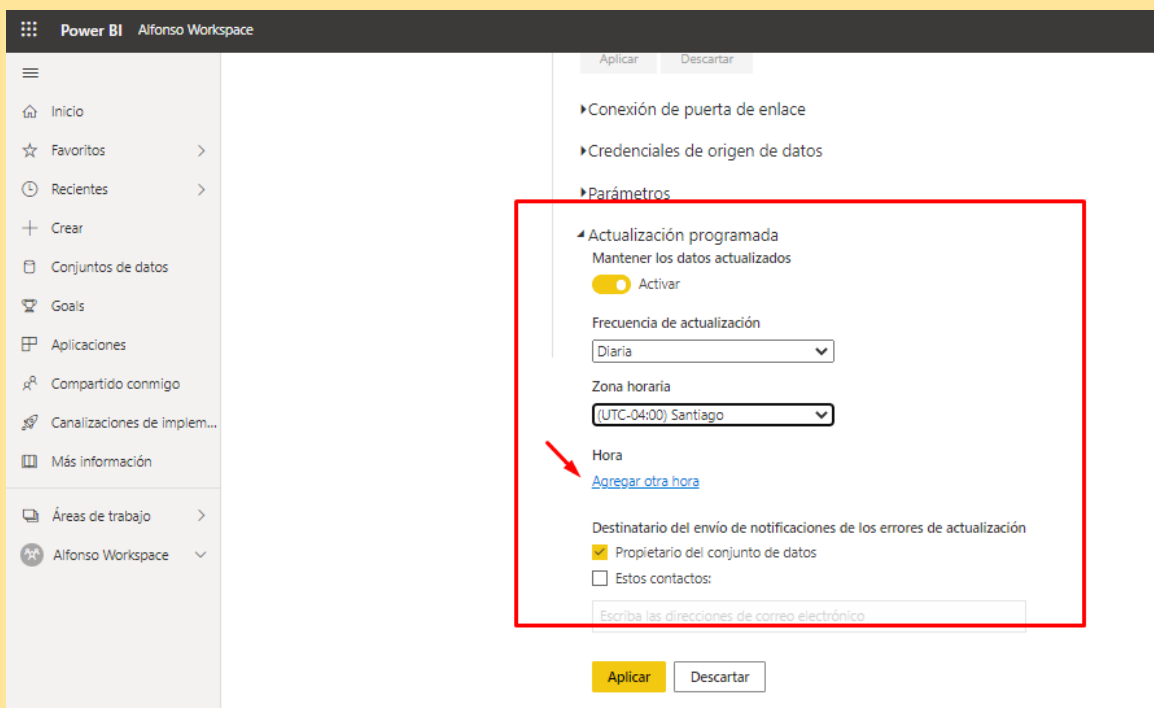 Power BI Alfonso Workspace
Aplicar Descartar
Inicio
Favoritos
Recientes
Crear
Conjuntos de datos
Goals
Aplicaciones
Compartido conmigo
Canalizaciones de implem...
Más información
Áreas de trabajo
Alfonso Workspace
Conexión de puerta de enlace
Credenciales de origen de datos
Parámetros
Actualización programada
Mantener los datos actualizados
Activar
Frecuencia de actualización
Diaria
Zona horaria
(UTC-04:00) Santiago
Hora
Agregar otra hora
Destinatario del envío de notificaciones de los errores de actualización
Propietario del conjunto de datos
Estos contactos:
Escriba las direcciones de correo electrónico
Aplicar Descartar